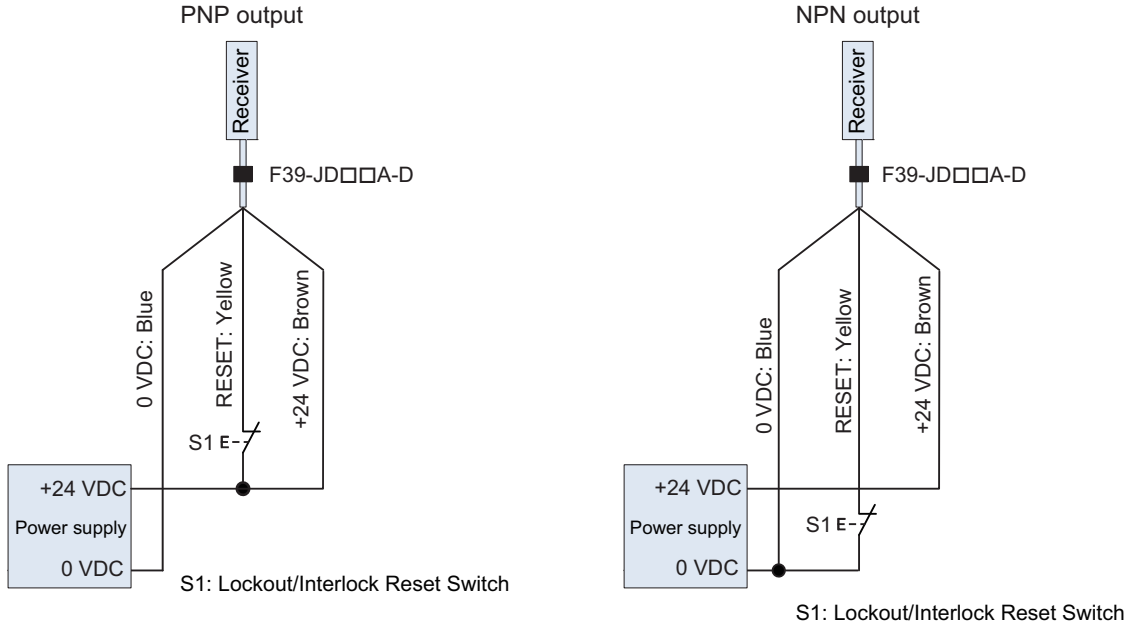 PNP output
Receiver
F39-JD□□A-D
0 VDC: Blue
RESET: Yellow
+24 VDC: Brown
S1
+24 VDC
Power supply
0 VDC
S1: Lockout/Interlock Reset Switch
NPN output
Receiver
F39-JD□□A-D
0 VDC: Blue
RESET: Yellow
+24 VDC: Brown
+24 VDC
Power supply
S1
0 VDC
S1: Lockout/Interlock Reset Switch